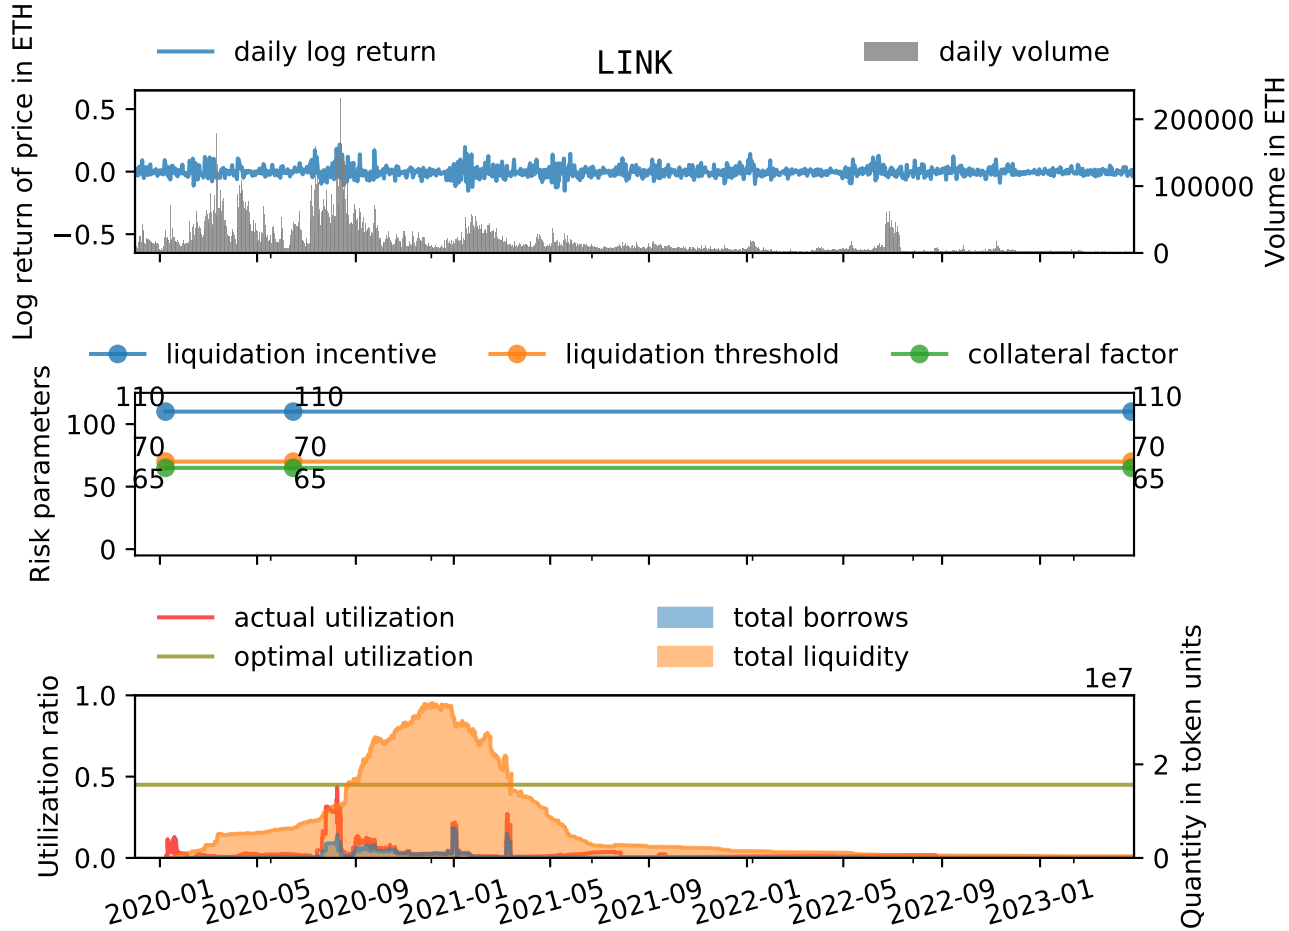 daily log return
LINK
daily volume
Log return of price in ETH
0.5
0.0
−0.5
200000
100000
0
Volume in ETH
liquidation incentive
liquidation threshold
collateral factor
Risk parameters
100
50
0
110
110
110
70
70
70
65
65
65
actual utilization
optimal utilization
total borrows
total liquidity
Utilization ratio
1.0
0.5
0.0
1e7
2
0
Quantity in token units
2020-01
2020-05
2020-09
2021-01
2021-05
2021-09
2022-01
2022-05
2022-09
2023-01